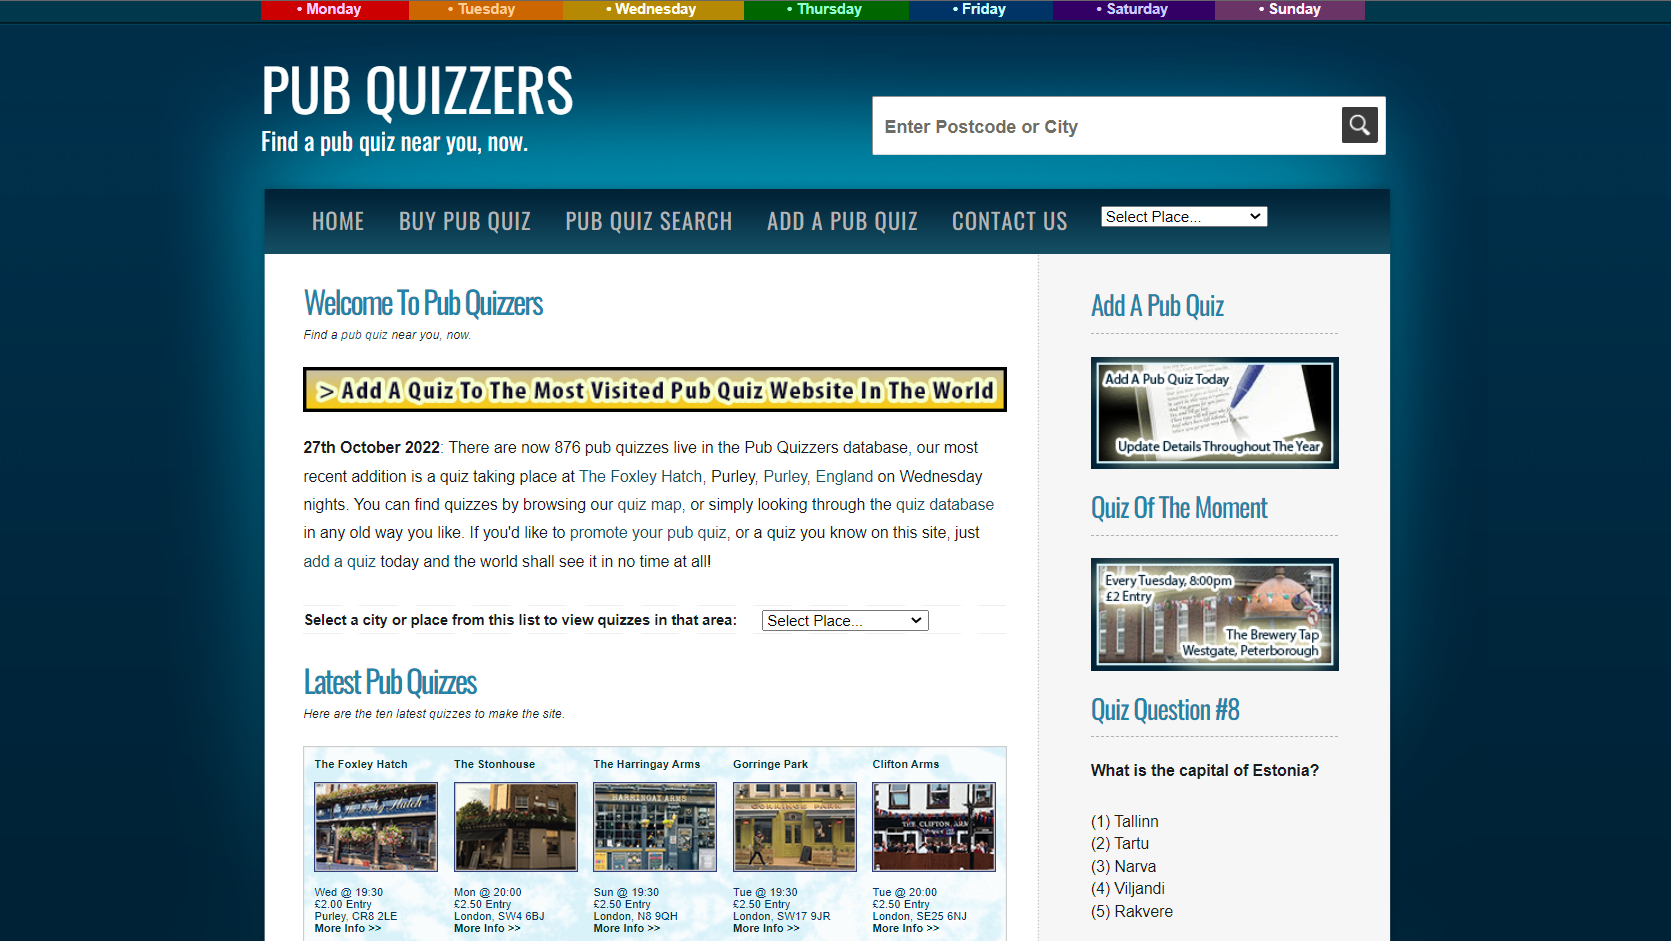 • Monday • Tuesday • Wednesday • Thursday • Friday • Saturday • Sunday
PUB QUIZZERS
Find a pub quiz near you, now.
Enter Postcode or City
HOME BUY PUB QUIZ PUB QUIZ SEARCH ADD A PUB QUIZ CONTACT US Select Place...
Welcome To Pub Quizzers
Find a pub quiz near you, now.
> Add A Quiz To The Most Visited Pub Quiz Website In The World
27th October 2022: There are now 876 pub quizzes live in the Pub Quizzers database, our most
recent addition is a quiz taking place at The Foxley Hatch, Purley, Purley, England on Wednesday
nights. You can find quizzes by browsing our quiz map, or simply looking through the quiz database
in any old way you like. If you'd like to promote your pub quiz, or a quiz you know on this site, just
add a quiz today and the world shall see it in no time at all!
Select a city or place from this list to view quizzes in that area: Select Place...
Latest Pub Quizzes
Here are the ten latest quizzes to make the site.
The Foxley Hatch
Wed @ 19:30
£2.00 Entry
Purley, CR8 2LE
More Info >>
The Stonhouse
Mon @ 20:00
£2.50 Entry
London, SW4 6BJ
More Info >>
The Harringay Arms
HARRINGAY ARMS
Sun @ 19:30
£2.50 Entry
London, N8 9QH
More Info >>
Gorringe Park
GORRINGE PARK
Tue @ 19:30
£2.50 Entry
London, SW17 9JR
More Info >>
Clifton Arms
THE CLIFTON ARMS
Tue @ 20:00
£2.50 Entry
London, SE25 6NJ
More Info >>
Add A Pub Quiz
Add A Pub Quiz Today
Update Details Throughout The Year
Quiz Of The Moment
Every Tuesday, 8:00pm
£2 Entry
The Brewery Tap
Westgate, Peterborough
Quiz Question #8
What is the capital of Estonia?
(1) Tallinn
(2) Tartu
(3) Narva
(4) Viljandi
(5) Rakvere